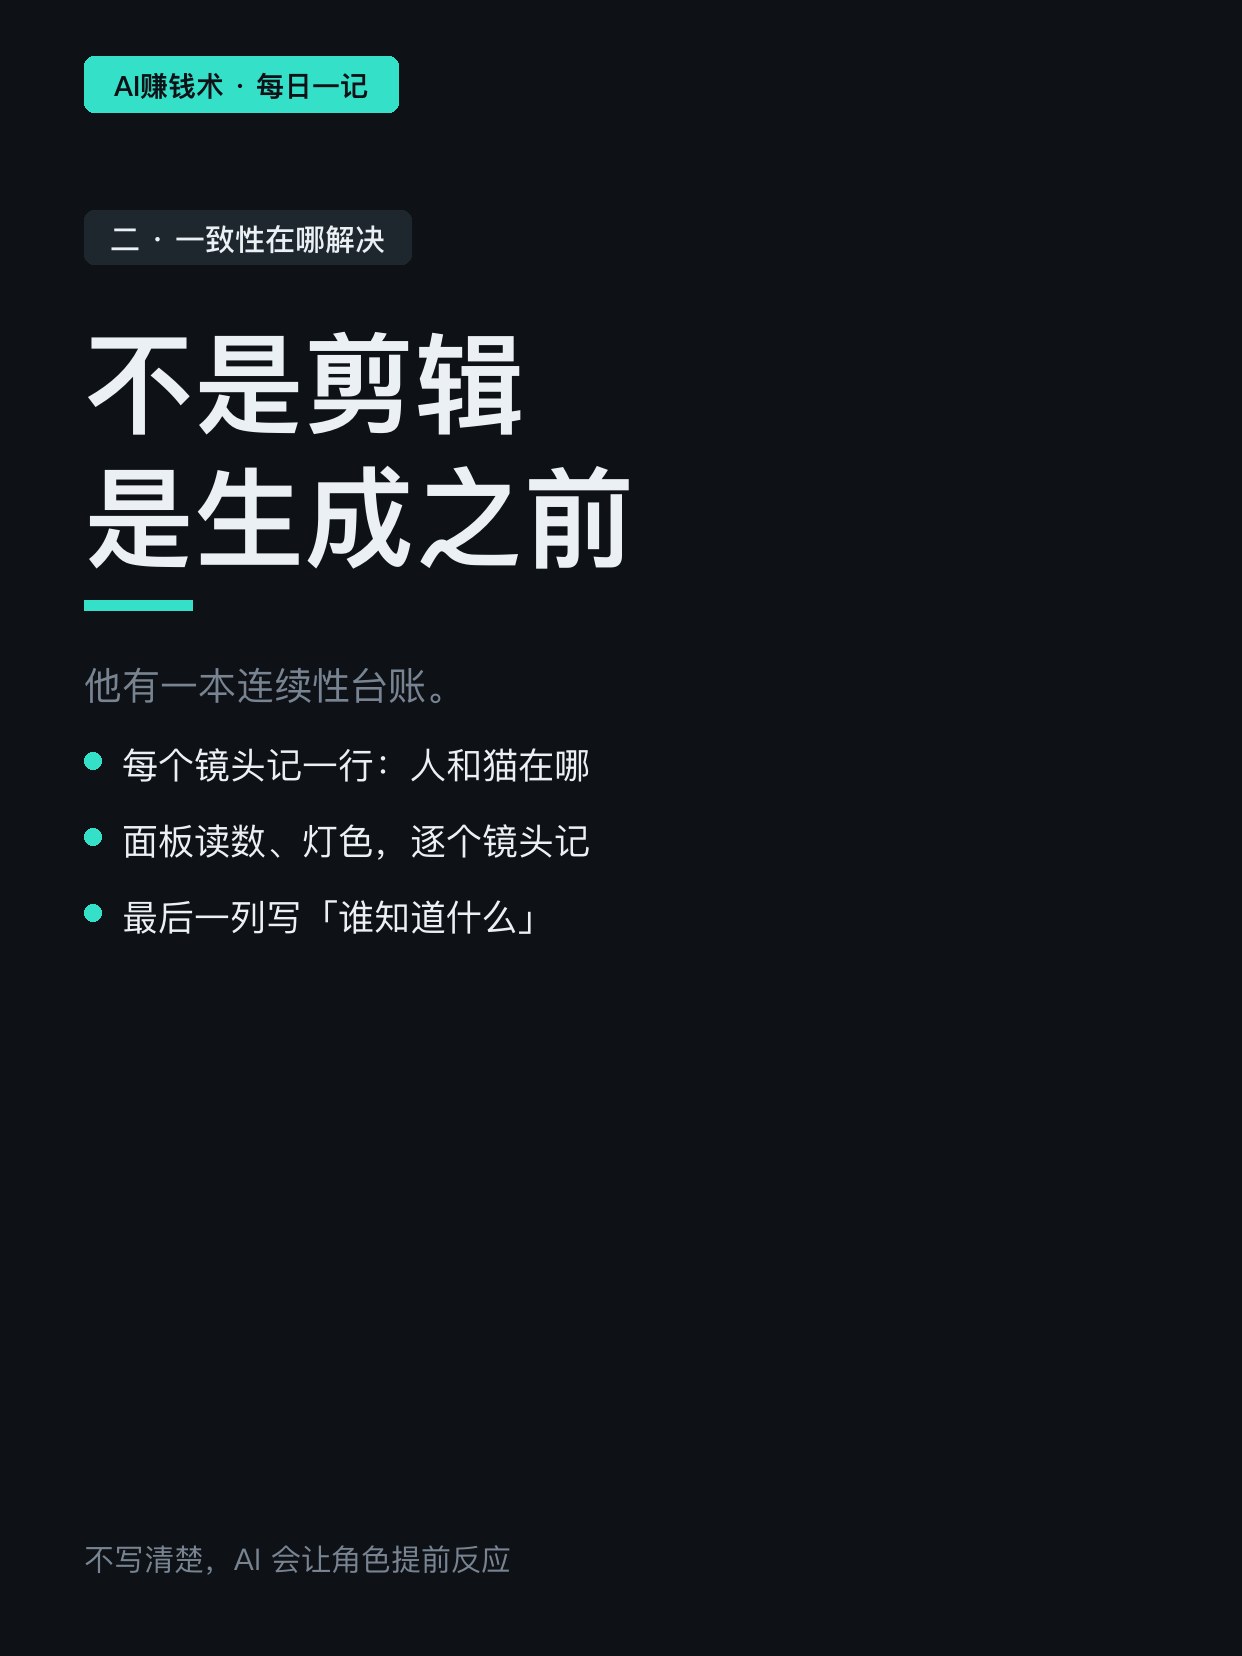 AI赚钱术 · 每日一记
二 · 一致性在哪解决
不是剪辑
是生成之前
他有一本连续性台账。
每个镜头记一行：人和猫在哪
面板读数、灯色，逐个镜头记
最后一列写「谁知道什么」
不写清楚，AI 会让角色提前反应